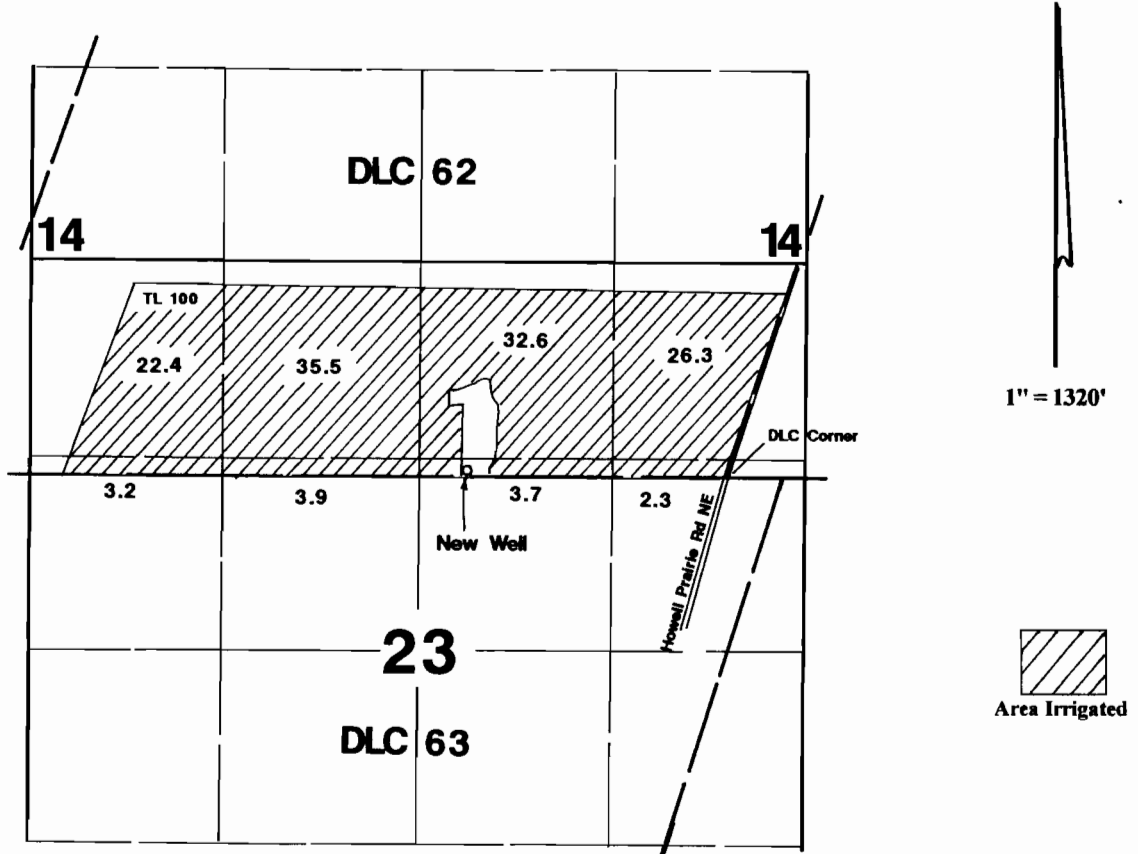 DLC 62
14
14
TL 100
22.4
35.5
32.6
26.3
1" = 1320'
DLC Corner
3.2
3.9
3.7
2.3
New Well
Howell Prairie Rd NE
23
DLC 63
Area Irrigated